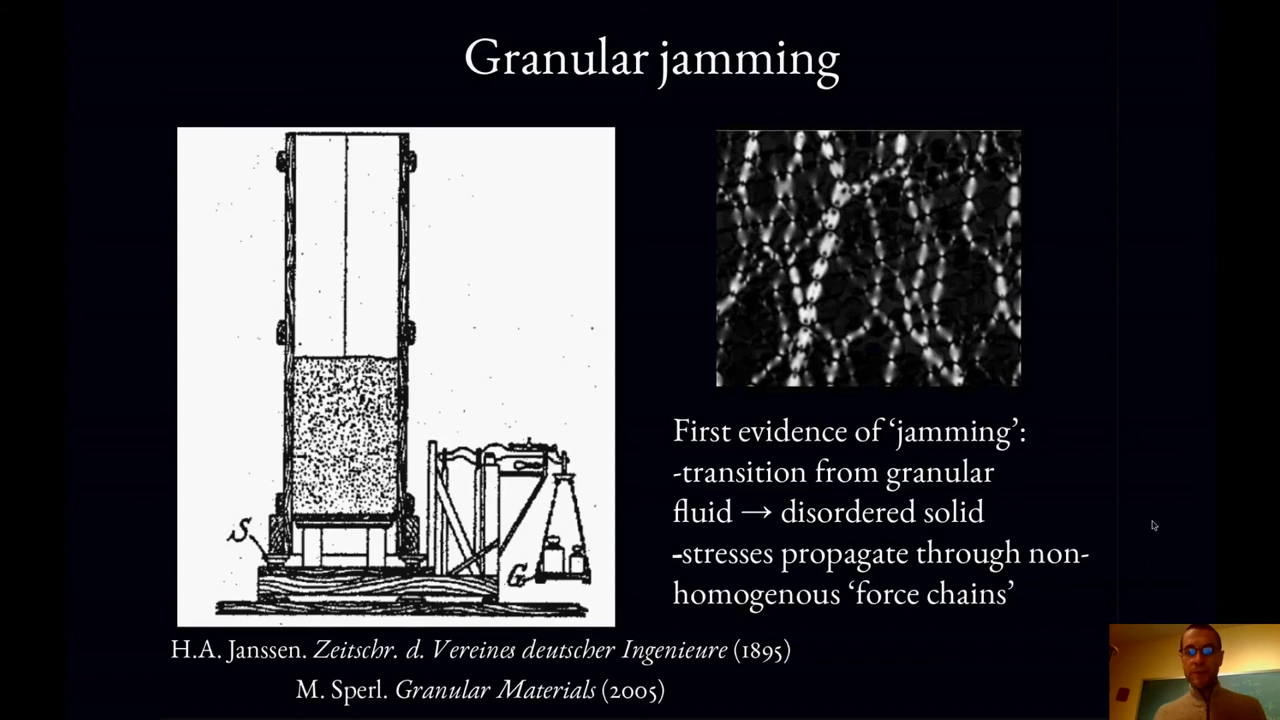 Granular jamming
S
G
First evidence of ‘jamming’:
-transition from granular
fluid → disordered solid
-stresses propagate through non-
homogenous ‘force chains’
H.A. Janssen. Zeitschr. d. Vereines deutscher Ingenieure (1895)
M. Sperl. Granular Materials (2005)